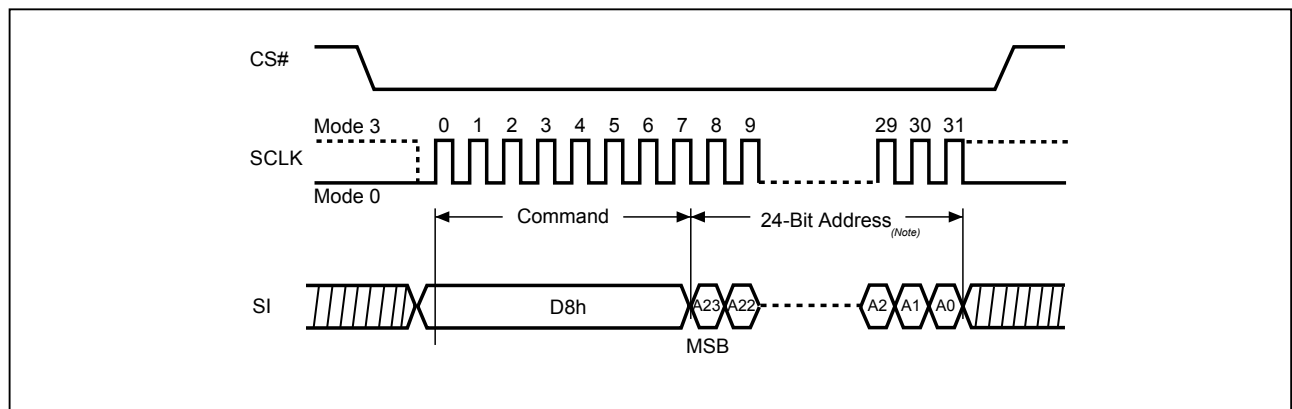 CS#
Mode 3
0 1 2 3 4 5 6 7 8 9 29 30 31
SCLK
Mode 0
Command
24-Bit Address (Note)
SI
D8h
A23 A22 A2 A1 A0
MSB